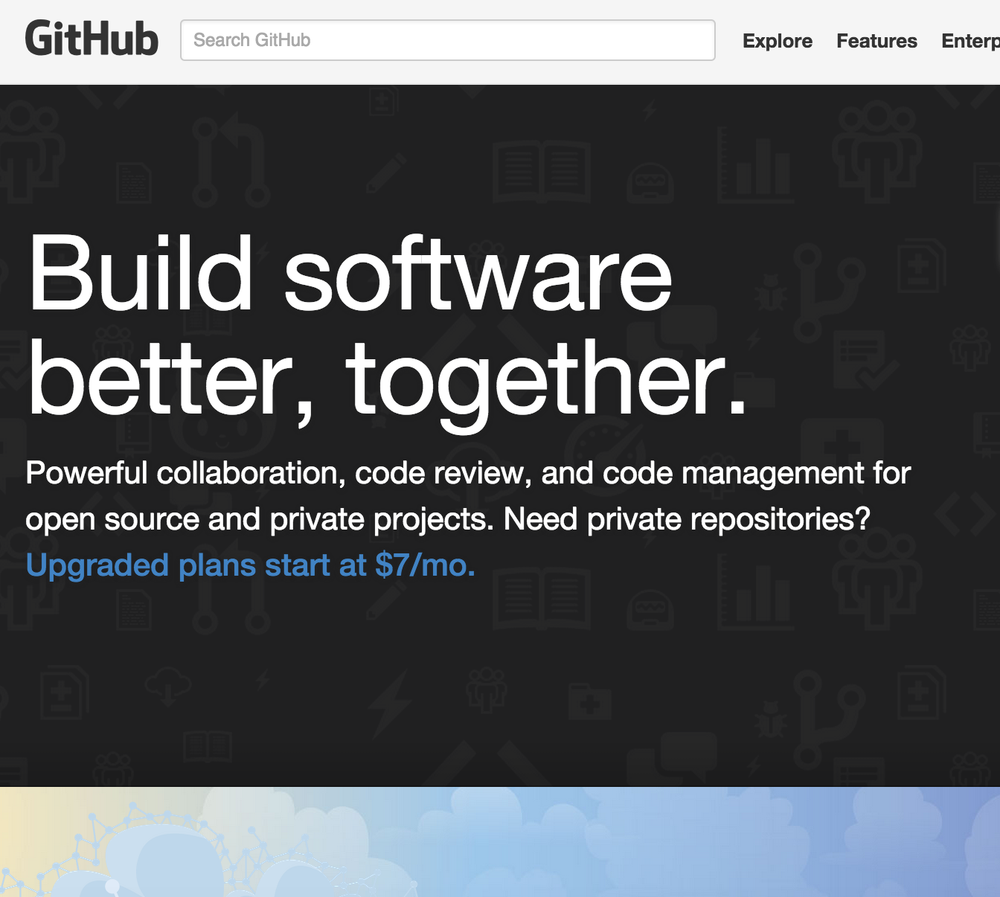 GitHub
Search GitHub
Explore
Features
Enterp
Build software
better, together.
Powerful collaboration, code review, and code management for
open source and private projects. Need private repositories?
Upgraded plans start at $7/mo.